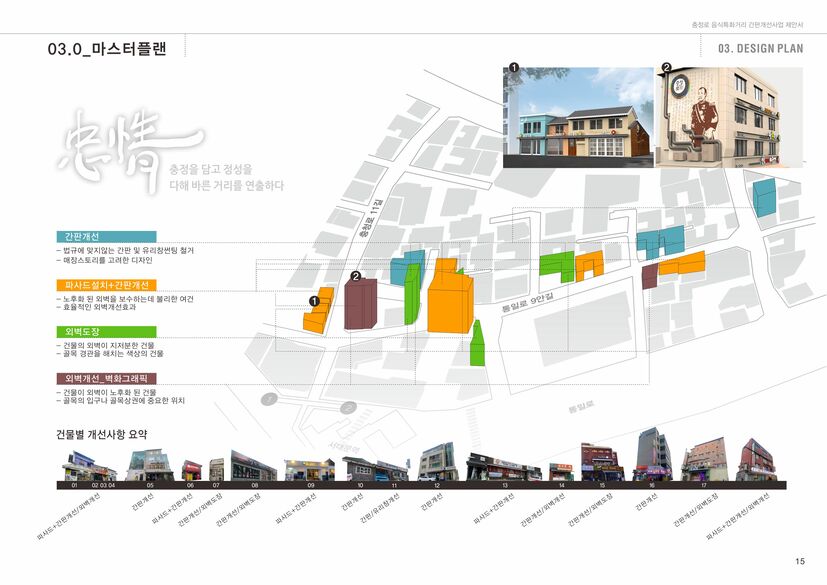 충정로 음식특화거리 간판개선사업 제안서
03.0_마스터플랜
03. DESIGN PLAN
1
2
忠情
충정을 담고 정성을
다해 바른 거리를 연출하다
충정로 11길
간판개선
– 법규에 맞지않는 간판 및 유리창썬팅 철거
– 매장스토리를 고려한 디자인
파사드설치+간판개선
– 노후화 된 외벽을 보수하는데 불리한 여건
– 효율적인 외벽개선효과
2
1
통일로 9안길
외벽도장
– 건물의 외벽이 지저분한 건물
– 골목 경관을 해치는 색상의 건물
외벽개선_벽화그래픽
– 건물이 외벽이 노후화 된 건물
– 골목의 입구나 골목상권에 중요한 위치
1
2
통일로
서대문역
건물별 개선사항 요약
01 02 03 04 05 06 07 08 09 10 11 12 13 14 15 16 17
파사드+간판개선/외벽개선
간판개선
파사드+간판개선
간판개선/외벽도장
간판개선/외벽도장
파사드+간판개선
간판개선
간판/유리창개선
간판개선
파사드+간판개선
간판개선/외벽개선
간판개선/외벽도장
간판개선
간판개선/외벽도장
파사드+간판개선/외벽개선
15